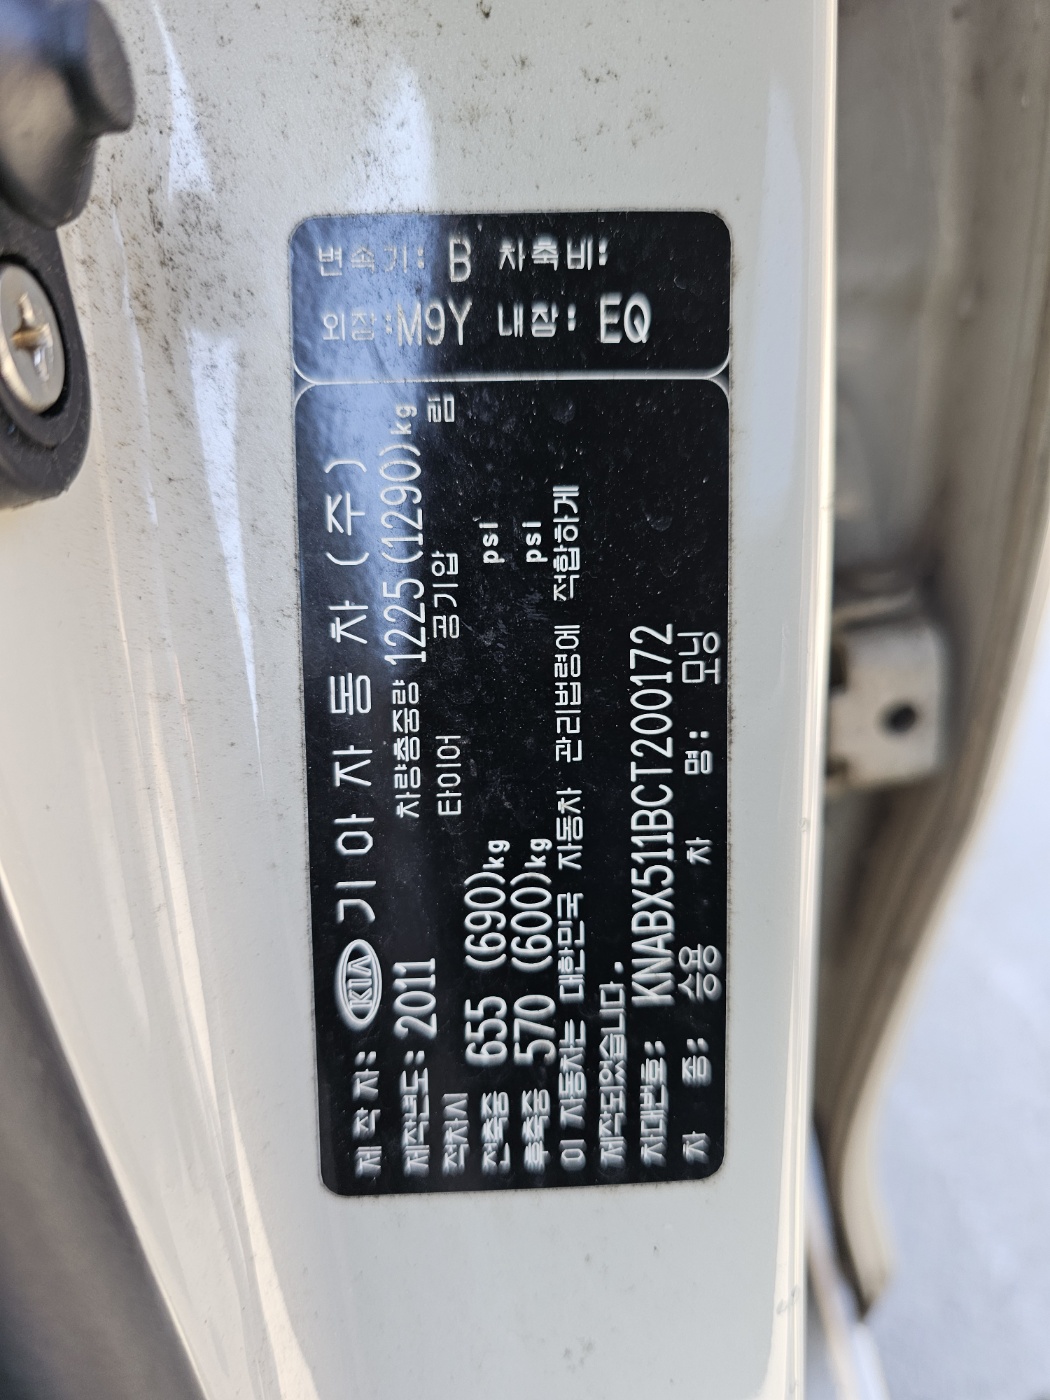 변속기: B 차축비:
외장:M9Y 내장: EQ
제 작 자: KIA 기아자동차(주)
제작년도: 2011 차량총중량 1225(1290)kg
적차시 타이어 공기압 림
전축중 655 (690)kg psi
후축중 570 (600)kg psi
이 자동차는 대한민국 자동차 관리법령에 적합하게
제작되었습니다.
차대번호: KNABX511BCT200172
차 종: 승용 차 명: 모닝